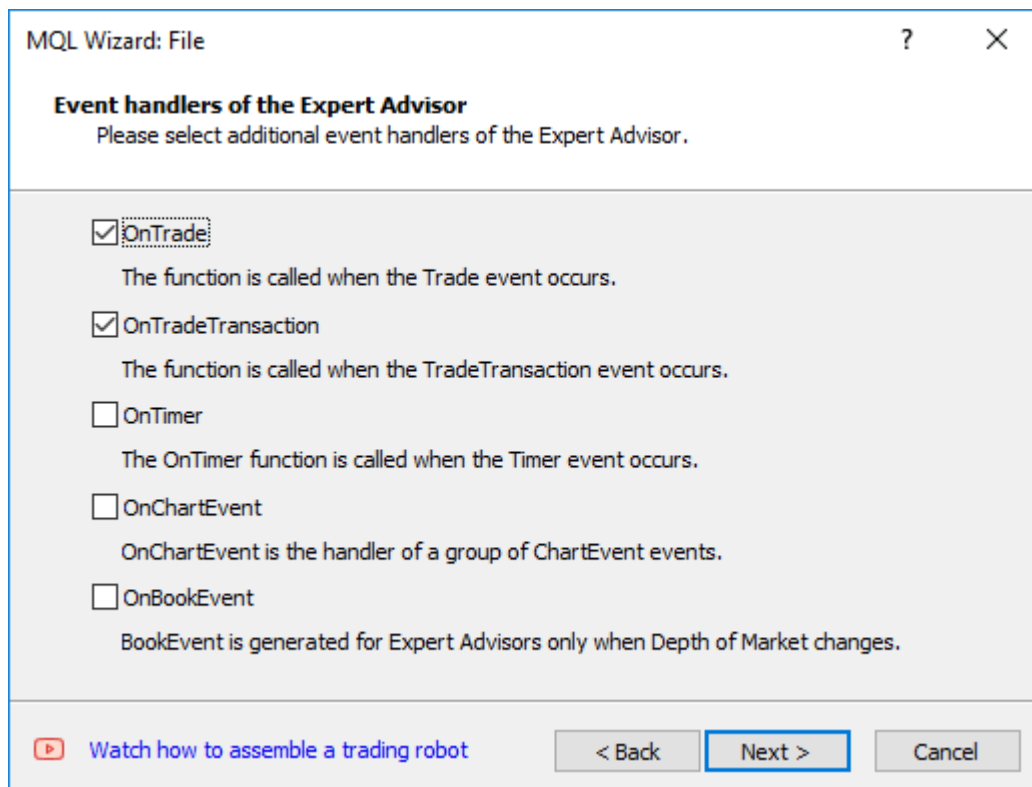 MQL Wizard: File
Event handlers of the Expert Advisor
Please select additional event handlers of the Expert Advisor.
OnTrade
The function is called when the Trade event occurs.
OnTradeTransaction
The function is called when the TradeTransaction event occurs.
OnTimer
The OnTimer function is called when the Timer event occurs.
OnChartEvent
OnChartEvent is the handler of a group of ChartEvent events.
OnBookEvent
BookEvent is generated for Expert Advisors only when Depth of Market changes.
Watch how to assemble a trading robot
< Back
Next >
Cancel